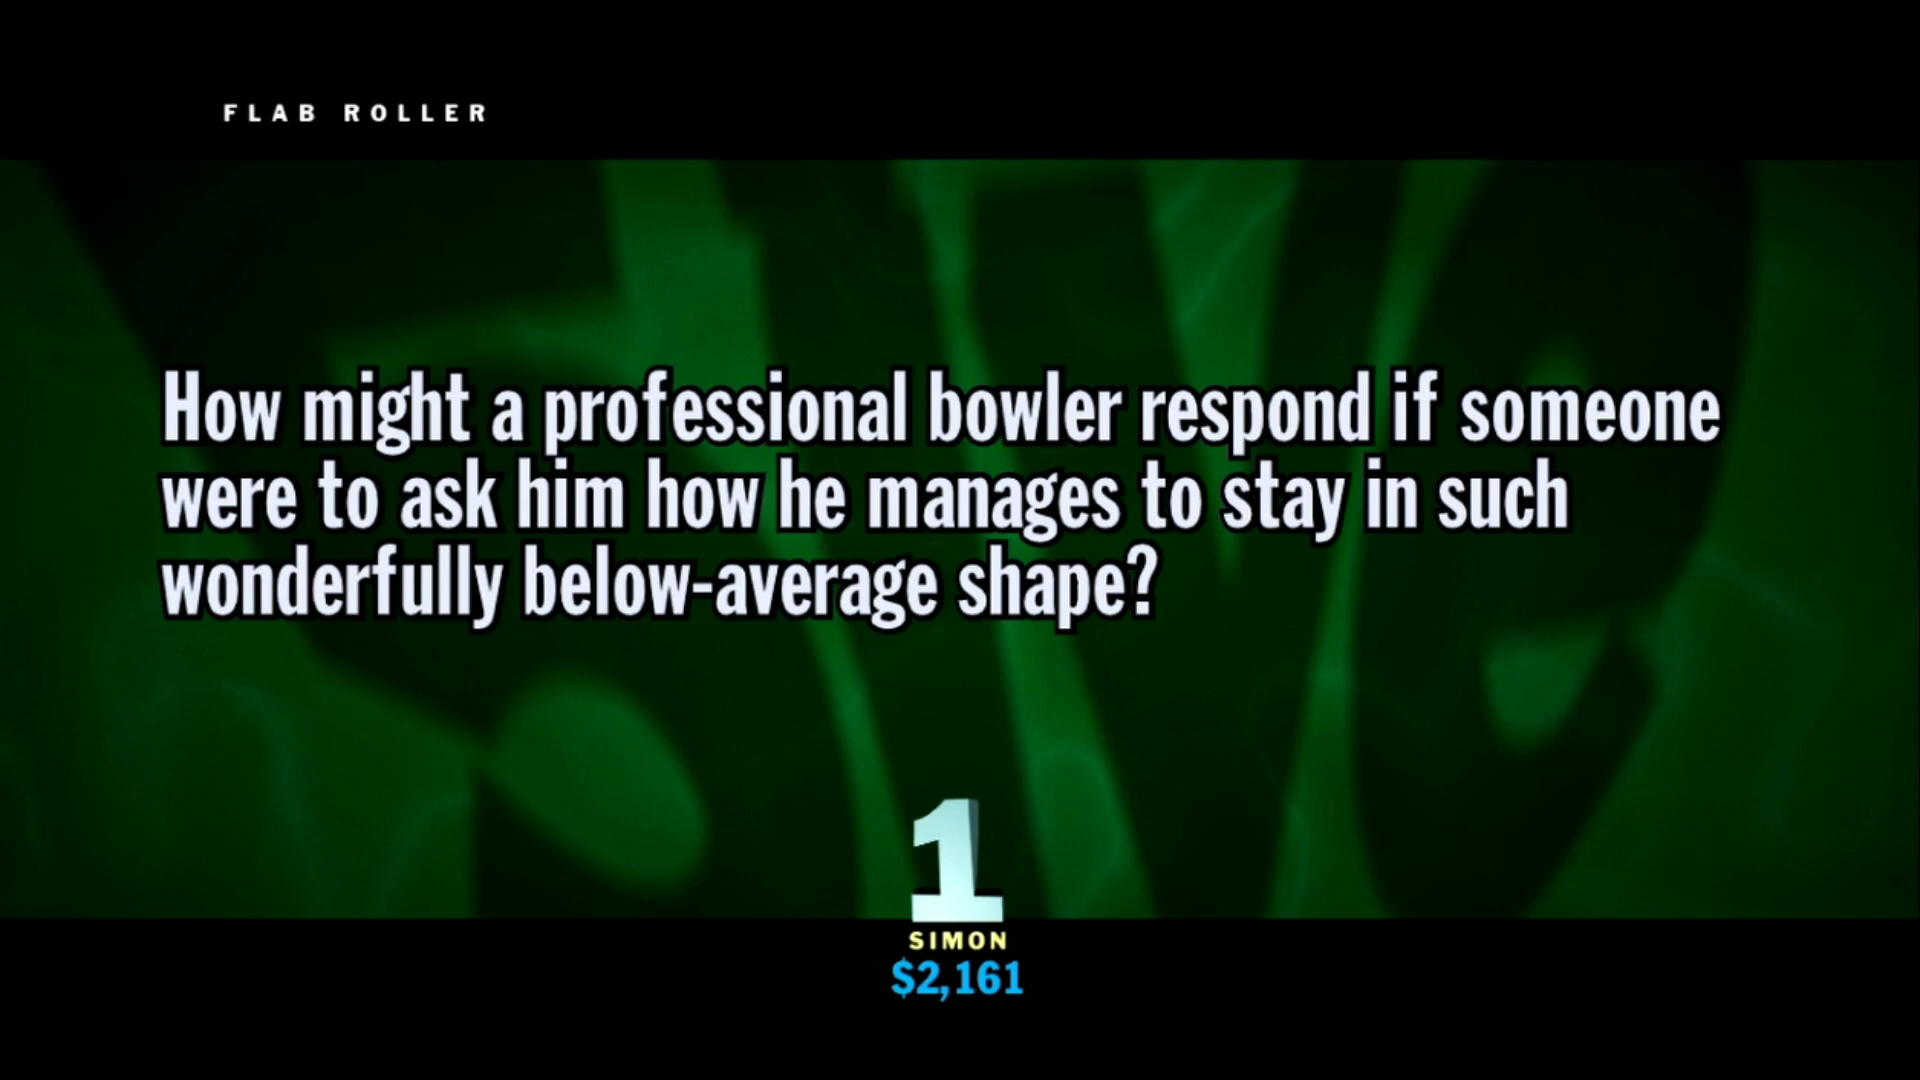 FLAB ROLLER
How might a professional bowler respond if someone
were to ask him how he manages to stay in such
wonderfully below-average shape?
1
SIMON
$2,161